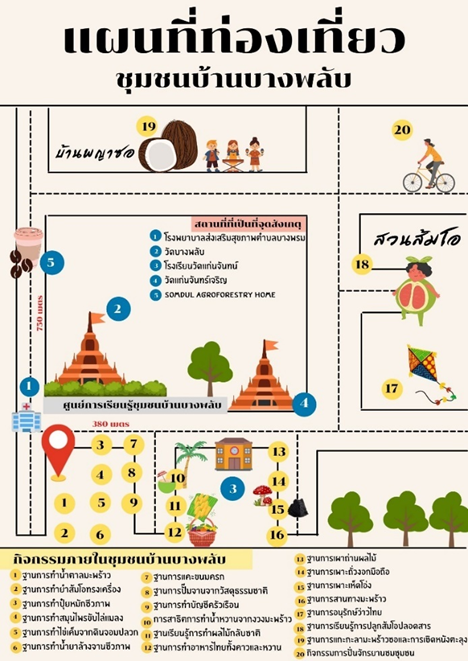 แผนที่ท่องเที่ยว
ชุมชนบ้านบางพลับ
19
บ้านพญาซอ
20
สถานที่ที่เป็นที่จุดสังเกตุ
1 โรงพยาบาลส่งเสริมสุขภาพตำบลบางพรม
2 วัดบางพลับ
3 โรงเรียนวัดแก่นจันทน์
4 วัดแก่นจันทร์เจริญ
5 SOMDUL AGROFORESTRY HOME
สวนส้มโอ
18
5
750 เมตร
2
17
1
4
ศูนย์การเรียนรู้ชุมชนบ้านบางพลับ
380 เมตร
3
7
13
4
8
10
14
3
1
5
9
11
15
2
6
12
16
กิจกรรมภายในชุมชนบ้านบางพลับ
1 ฐานการทำน้ำตาลมะพร้าว
2 ฐานการทำยำส้มโอทรงเครื่อง
3 ฐานการทำปุ๋ยหมักชีวภาพ
4 ฐานการทำสมุนไพรขับไล่แมลง
5 ฐานการทำไข่เค็มจากดินจอมปลวก
6 ฐานการทำน้ำยาล้างจานชีวภาพ
7 ฐานการแคะขนมครก
8 ฐานการปั๊มจานจากวัสดุธรรมชาติ
9 ฐานการทำบัญชีครัวเรือน
10 การสาธิตการทำน้ำหวานจากงวงมะพร้าว
11 ฐานเรียนรู้การทำผลไม้กลับชาติ
12 ฐานการทำอาหารไทยทั้งคาวและหวาน
13 ฐานการเผาถ่านผลไม้
14 ฐานการเพาะถั่วงอกมือถือ
15 ฐานการเพาะเห็ดโข่ง
16 ฐานการสานทางมะพร้าว
17 ฐานการอนุรักษ์ว่าวไทย
18 ฐานการเรียนรู้การปลูกส้มโอปลอดสาร
19 ฐานการแกะกะลามะพร้าวซอและการเชิดหนังตะลุง
20 กิจกรรมการปั่นจักรยานชมชุมชน